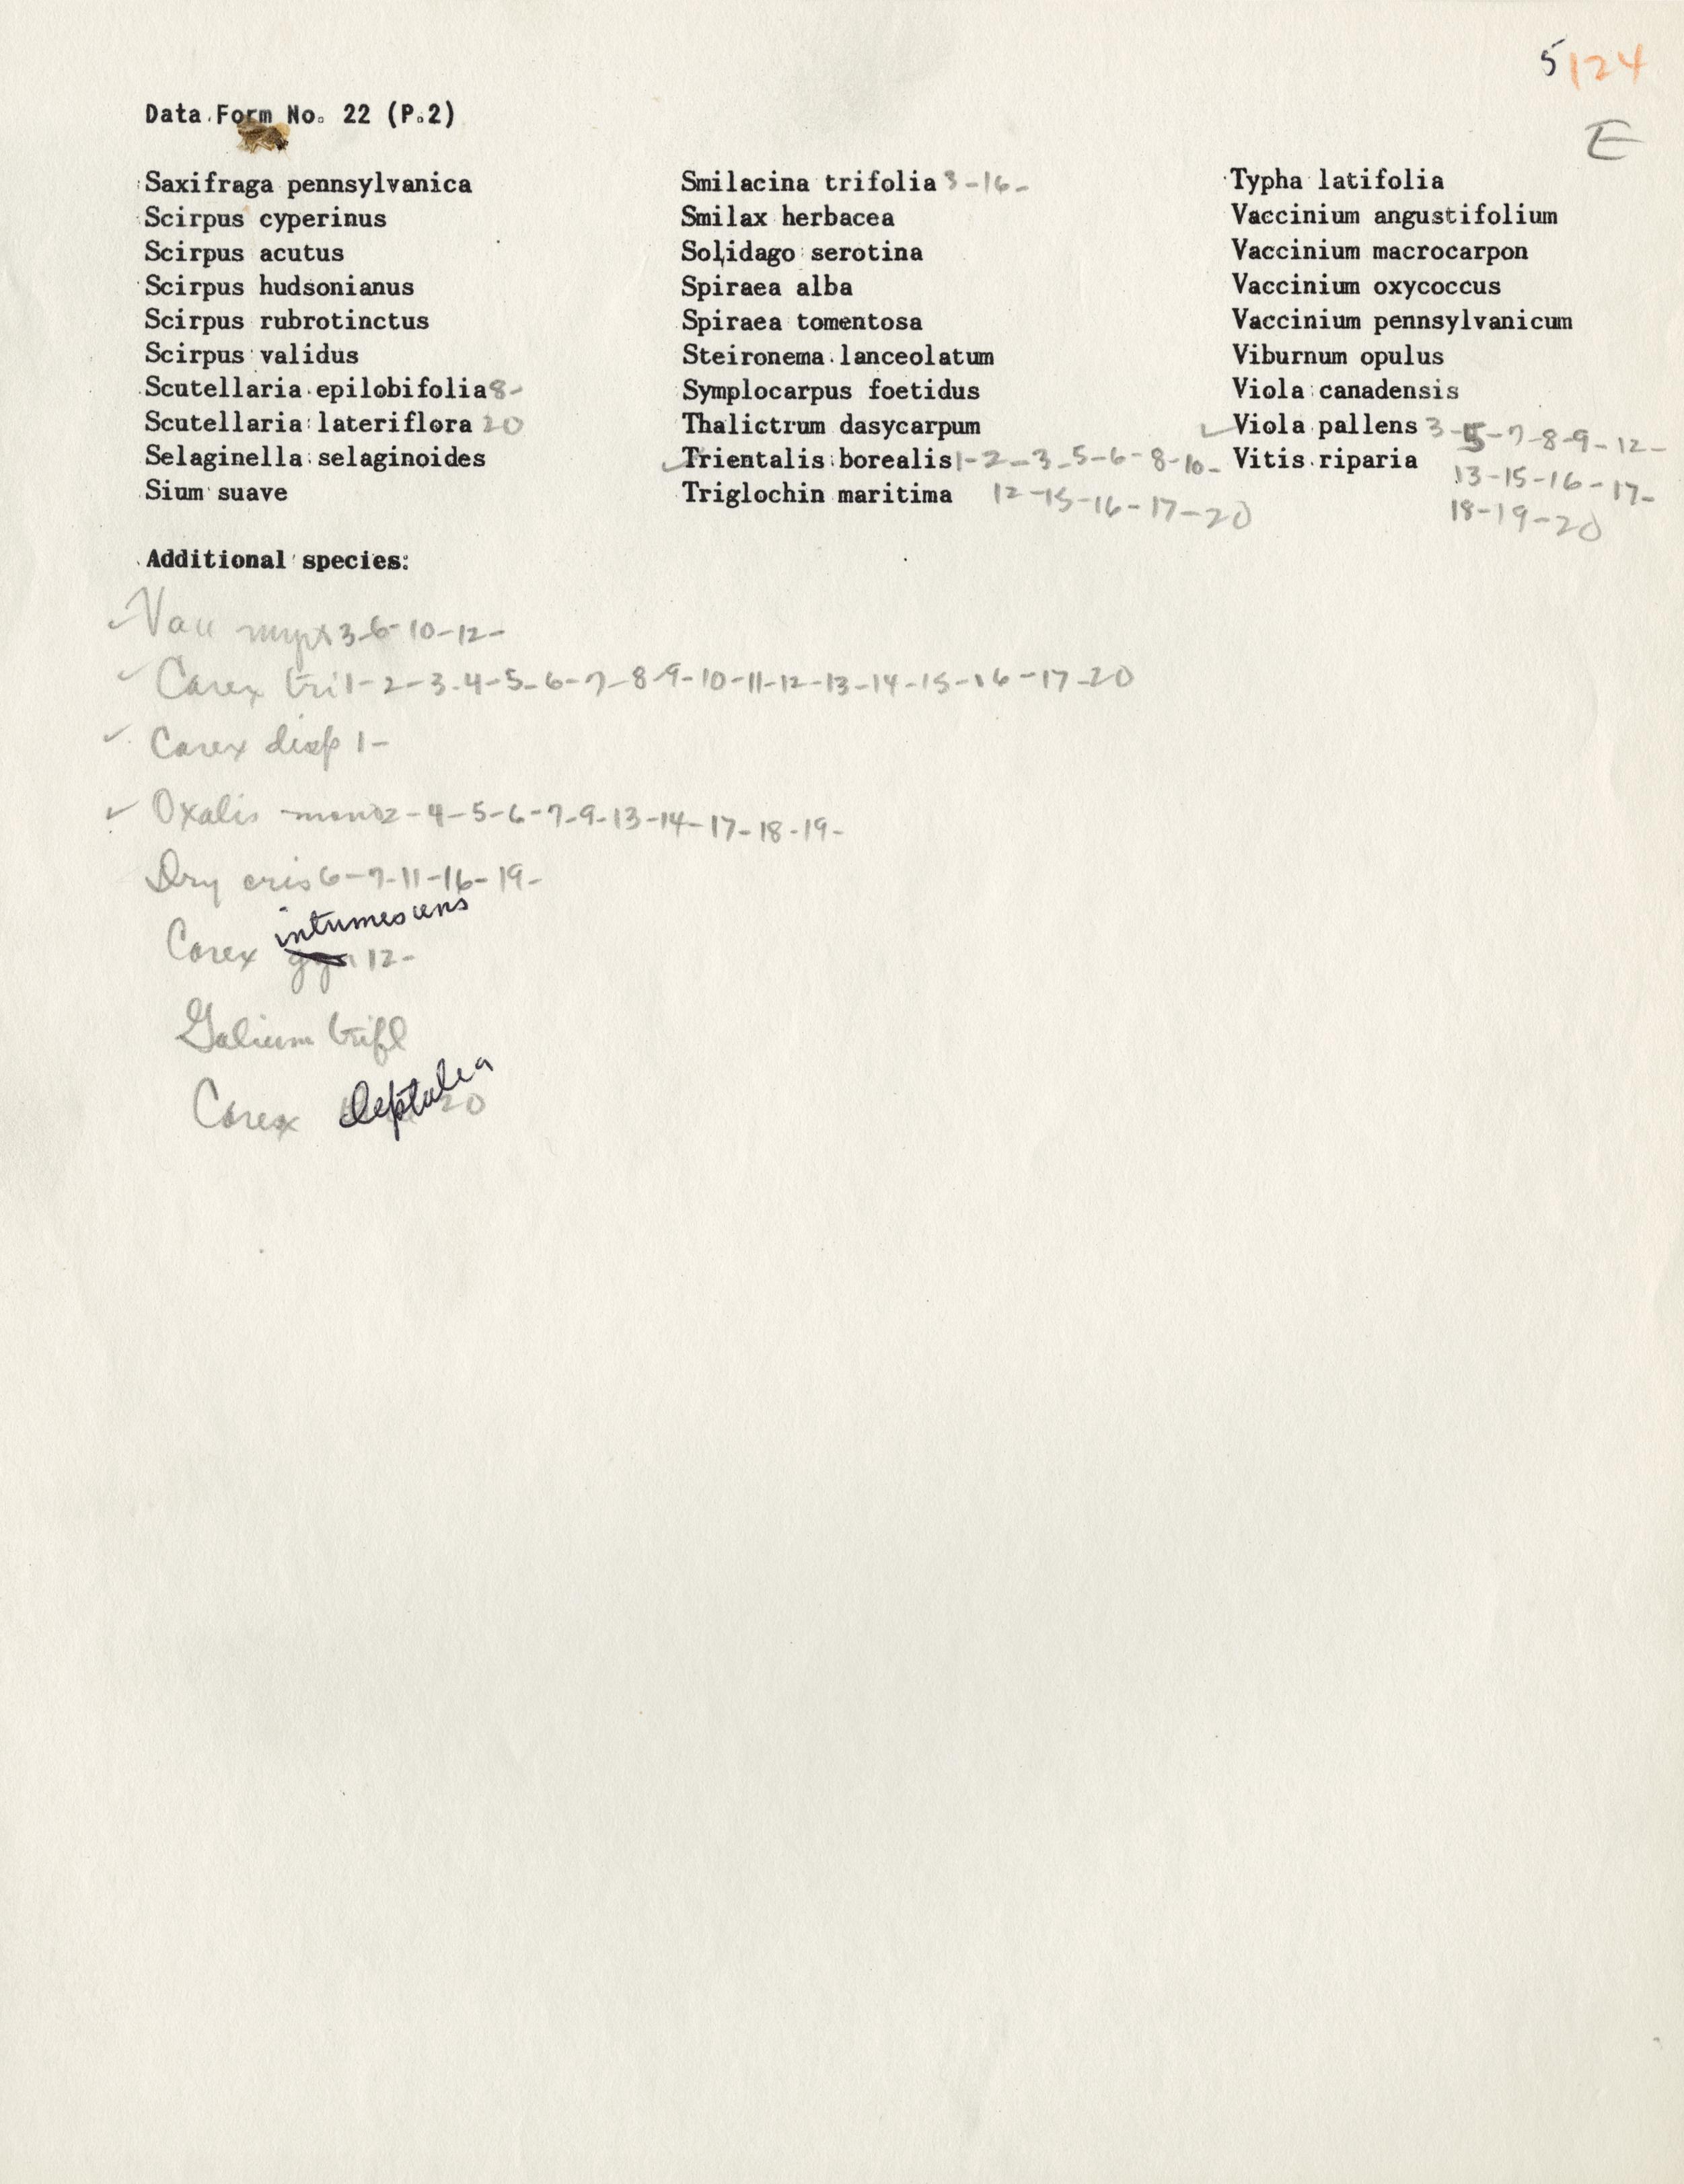 5 124
Data Form No. 22 (P.2)
E
Saxifraga pennsylvanica
Scirpus cyperinus
Scirpus acutus
Scirpus hudsonianus
Scirpus rubrotinctus
Scirpus validus
Scutellaria epilobifolia 8-
Scutellaria lateriflora 20
Selaginella selaginoides
Sium suave
Smilacina trifolia 3-16-
Smilax herbacea
Solidago serotina
Spiraea alba
Spiraea tomentosa
Steironema lanceolatum
Symplocarpus foetidus
Thalictrum dasycarpum
✓Trientalis borealis 1-2-3-5-6-8-10-
Triglochin maritima 12-15-16-17-20
Typha latifolia
Vaccinium angustifolium
Vaccinium macrocarpon
Vaccinium oxycoccus
Vaccinium pennsylvanicum
Viburnum opulus
Viola canadensis
✓Viola pallens 3-5-7-8-9-12-
Vitis riparia 13-15-16-17-
18-19-20
Additional species:
✓Vacc myrt 3-6-10-12-
✓Carex tri 1-2-3-4-5-6-7-8-9-10-11-12-13-14-15-16-17-20
✓Carex disp 1-
✓Oxalis mon 2-4-5-6-7-9-13-14-17-18-19-
Dry cris 6-7-11-16-19-
Carex intumescens 12-
Galium trifl
Carex leptalea 20